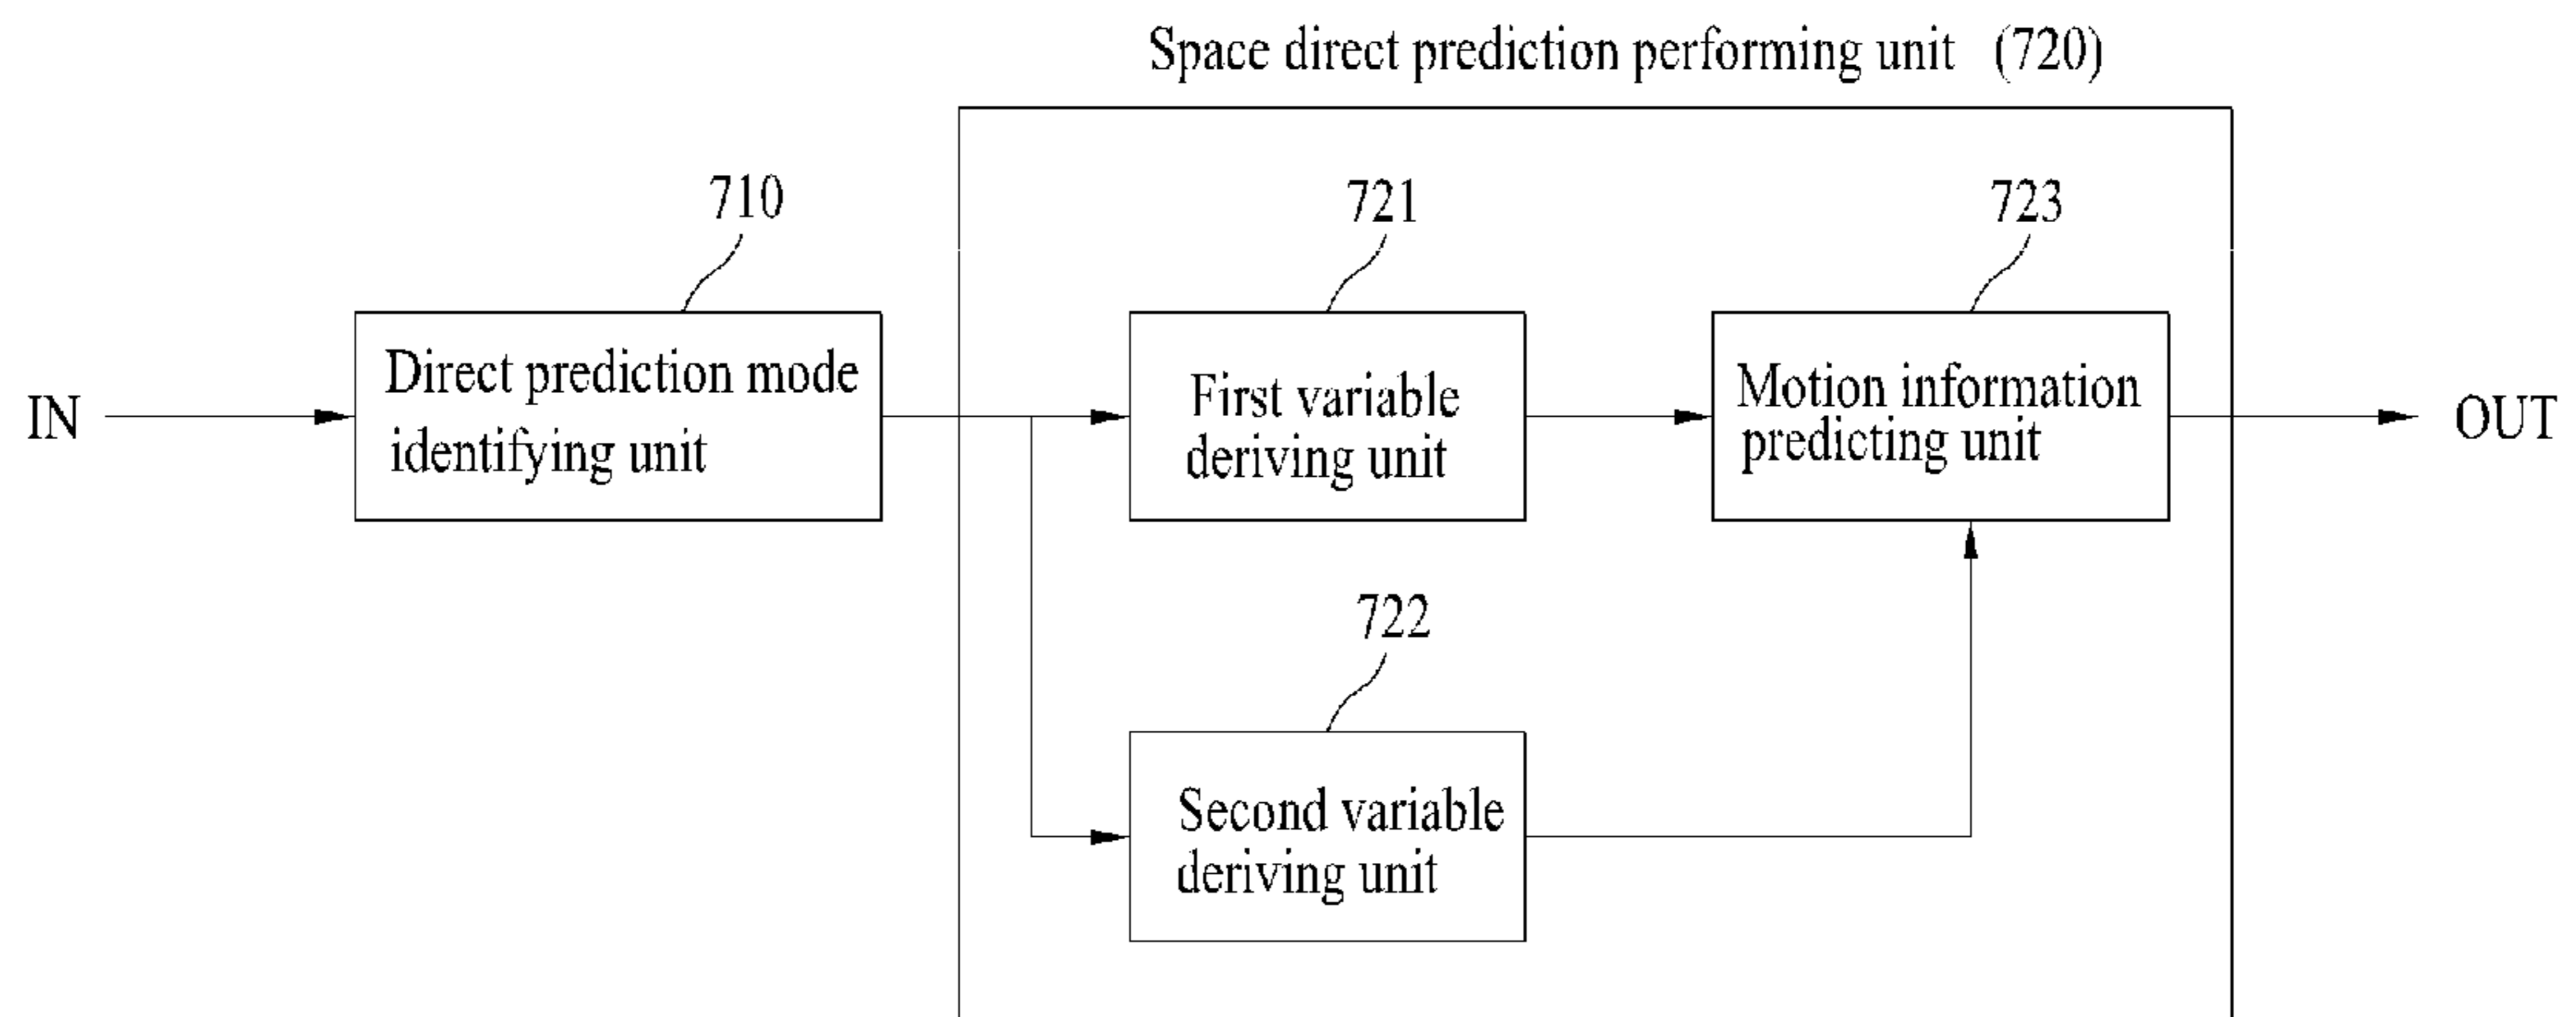 Space direct prediction performing unit (720)
710
721
723
IN
Direct prediction mode
identifying unit
First variable
deriving unit
Motion information
predicting unit
OUT
722
Second variable
deriving unit